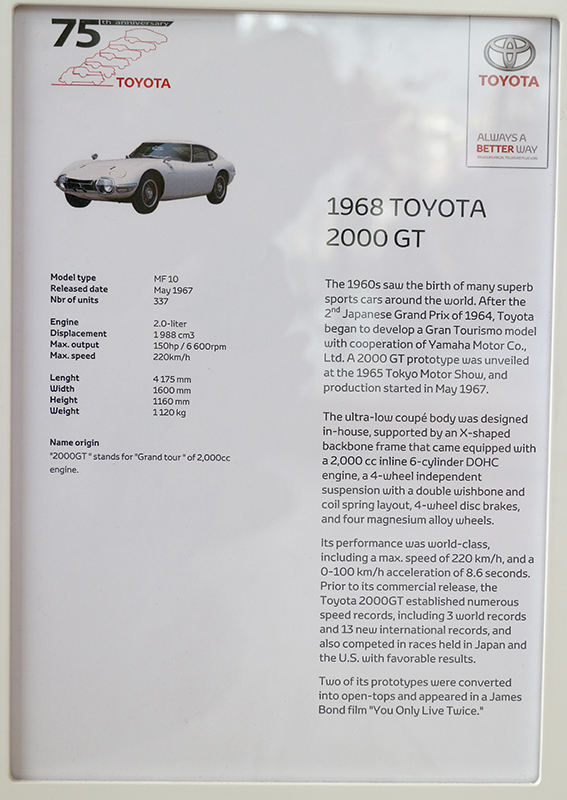 75 th anniversary
TOYOTA
TOYOTA
ALWAYS A
BETTER WAY
1968 TOYOTA
2000 GT
Model type MF 10
Released date May 1967
Nbr of units 337
Engine 2.0-liter
Displacement 1 988 cm3
Max. output 150hp / 6 600rpm
Max. speed 220km/h
Lenght 4 175 mm
Width 1600 mm
Height 1160 mm
Weight 1 120 kg
Name origin
"2000GT " stands for "Grand tour " of 2,000cc
engine.
The 1960s saw the birth of many superb
sports cars around the world. After the
2nd Japanese Grand Prix of 1964, Toyota
began to develop a Gran Tourismo model
with cooperation of Yamaha Motor Co.,
Ltd. A 2000 GT prototype was unveiled
at the 1965 Tokyo Motor Show, and
production started in May 1967.
The ultra-low coupé body was designed
in-house, supported by an X-shaped
backbone frame that came equipped with
a 2,000 cc inline 6-cylinder DOHC
engine, a 4-wheel independent
suspension with a double wishbone and
coil spring layout, 4-wheel disc brakes,
and four magnesium alloy wheels.
Its performance was world-class,
including a max. speed of 220 km/h, and a
0-100 km/h acceleration of 8.6 seconds.
Prior to its commercial release, the
Toyota 2000GT established numerous
speed records, including 3 world records
and 13 new international records, and
also competed in races held in Japan and
the U.S. with favorable results.
Two of its prototypes were converted
into open-tops and appeared in a James
Bond film "You Only Live Twice."